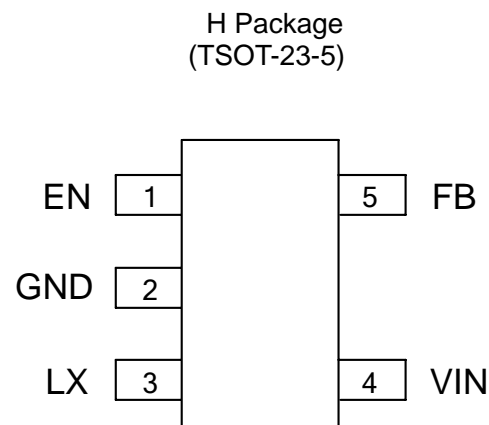 H Package
(TSOT-23-5)
EN 1 5 FB
GND 2
LX 3 4 VIN